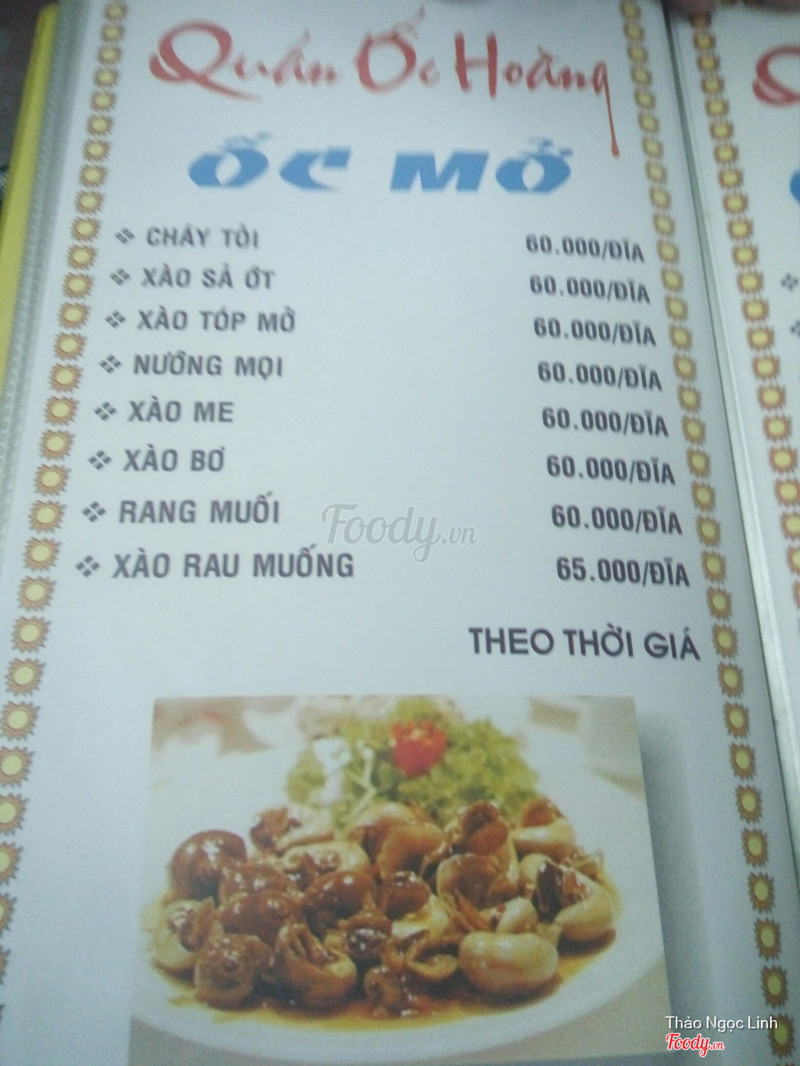 Quán Ốc Hoàng
ỐC MỞ
CHÁY TỎI 60.000/ĐĨA
XÀO SẢ ỚT 60.000/ĐĨA
XÀO TÓP MỞ 60.000/ĐĨA
NƯỚNG MỌI 60.000/ĐĨA
XÀO ME 60.000/ĐĨA
XÀO BƠ 60.000/ĐĨA
RANG MUỐI 60.000/ĐĨA
XÀO RAU MUỐNG 65.000/ĐĨA
Foody.vn
THEO THỜI GIÁ
Thảo Ngọc Linh
Foody.vn